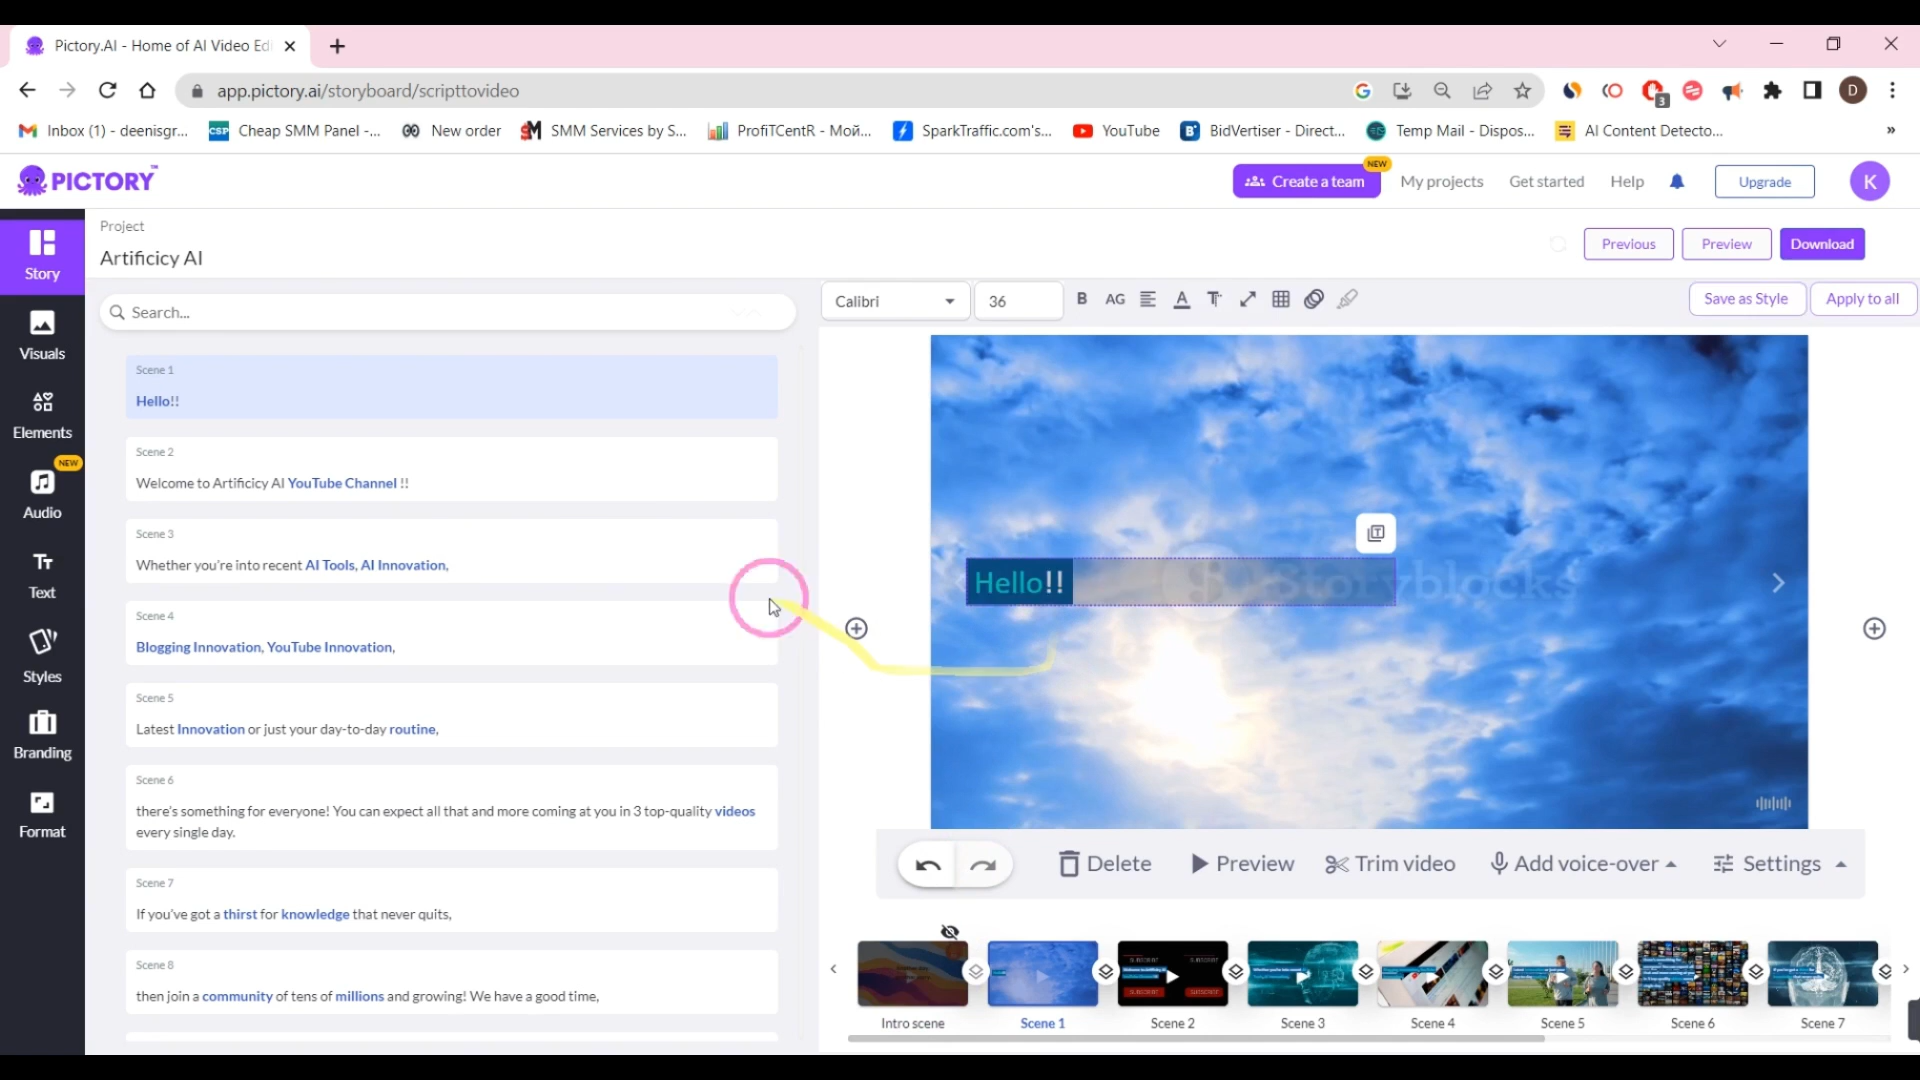 Pictory.AI - Home of AI Video Edi
app.pictory.ai/storyboard/scripttovideo
3
D
Inbox (1) - deenisgr...
CSP
Cheap SMM Panel -...
New order
SMM Services by S...
ProfiTCentR - Мой...
SparkTraffic.com's...
YouTube
BidVertiser - Direct...
Temp Mail - Dispos...
AI Content Detecto...
»
PICTORY™
Create a team
NEW
My projects
Get started
Help
Upgrade
K
Project
Artificicy AI
Previous
Preview
Download
Story
Visuals
Elements
NEW
Audio
Text
Styles
Branding
Format
Search...
Calibri
36
B
AG
Save as Style
Apply to all
Scene 1
Hello!!
Scene 2
Welcome to Artificicy AI YouTube Channel !!
Scene 3
Whether you're into recent AI Tools, AI Innovation,
Scene 4
Blogging Innovation, YouTube Innovation,
Scene 5
Latest Innovation or just your day-to-day routine,
Scene 6
there's something for everyone! You can expect all that and more coming at you in 3 top-quality videos
every single day.
Scene 7
If you've got a thirst for knowledge that never quits,
Scene 8
then join a community of tens of millions and growing! We have a good time,
Hello!!
Storyblocks
Delete
Preview
Trim video
Add voice-over
Settings
Intro scene
Scene 1
Scene 2
Scene 3
Scene 4
Scene 5
Scene 6
Scene 7